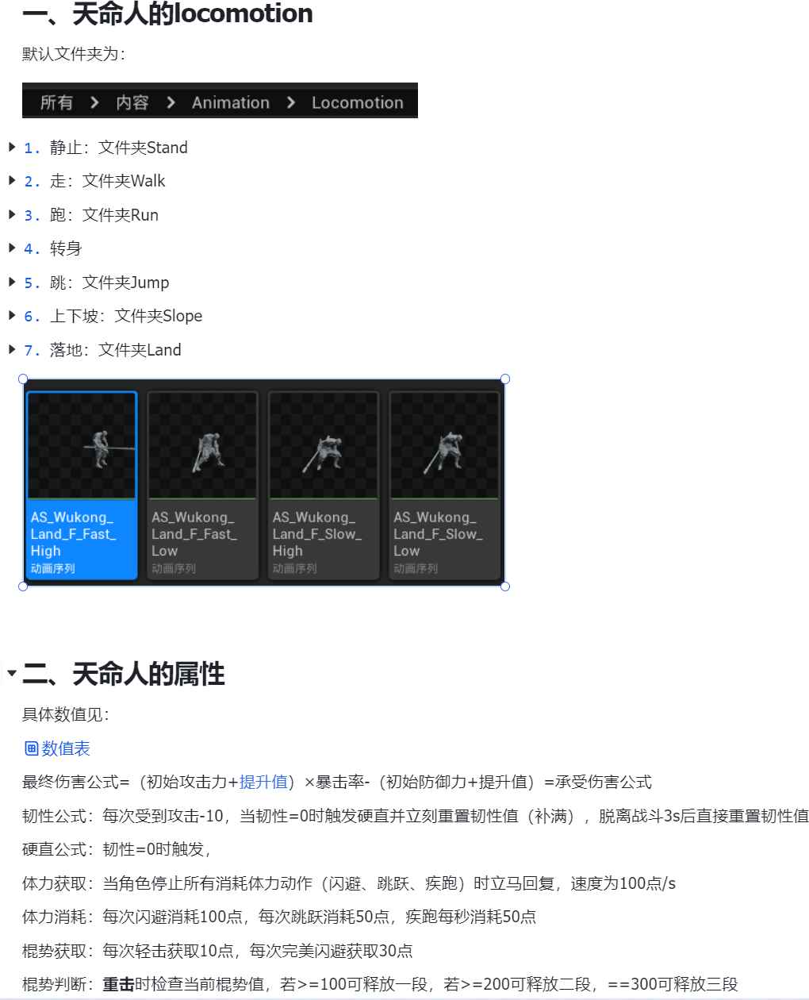 一、天命人的locomotion
默认文件夹为：
所有 > 内容 > Animation > Locomotion
1. 静止：文件夹Stand
2. 走：文件夹Walk
3. 跑：文件夹Run
4. 转身
5. 跳：文件夹Jump
6. 上下坡：文件夹Slope
7. 落地：文件夹Land
AS_Wukong_
Land_F_Fast_
High
动画序列
AS_Wukong_
Land_F_Fast_
Low
动画序列
AS_Wukong_
Land_F_Slow_
High
动画序列
AS_Wukong_
Land_F_Slow_
Low
动画序列
二、天命人的属性
具体数值见：
数值表
最终伤害公式=（初始攻击力+提升值）×暴击率-（初始防御力+提升值）=承受伤害公式
韧性公式：每次受到攻击-10，当韧性=0时触发硬直并立刻重置韧性值（补满），脱离战斗3s后直接重置韧性值
硬直公式：韧性=0时触发，
体力获取：当角色停止所有消耗体力动作（闪避、跳跃、疾跑）时立马回复，速度为100点/s
体力消耗：每次闪避消耗100点，每次跳跃消耗50点，疾跑每秒消耗50点
棍势获取：每次轻击获取10点，每次完美闪避获取30点
棍势判断：重击时检查当前棍势值，若>=100可释放一段，若>=200可释放二段，==300可释放三段